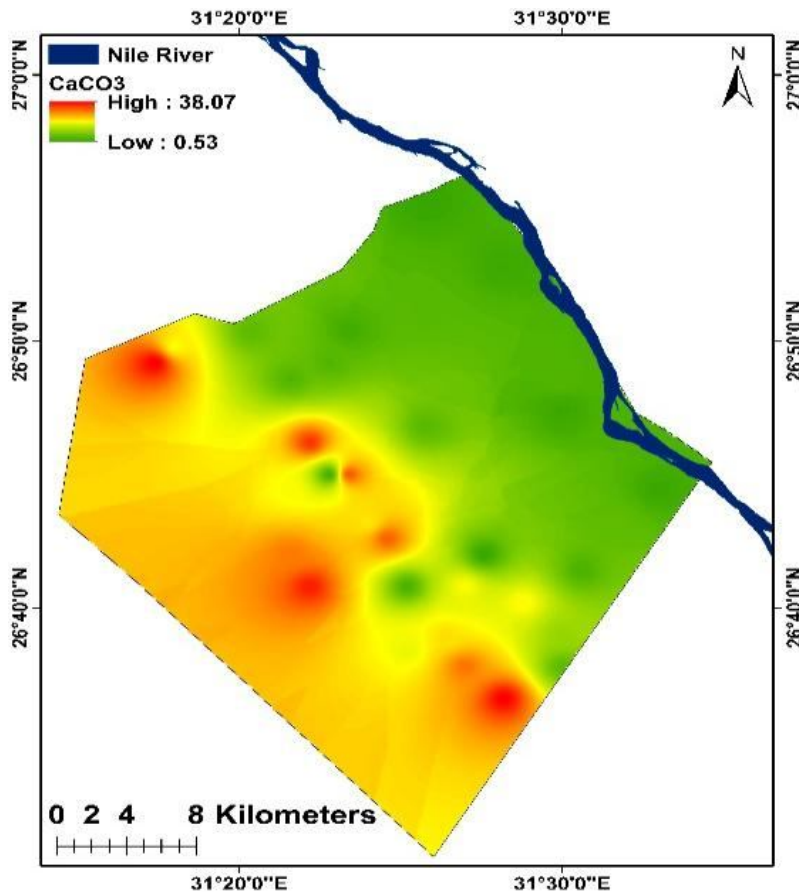 31°20'0"E 31°30'0"E
Nile River
CaCO3
High : 38.07
Low : 0.53
N
27°0'0"N 27°0'0"N
26°50'0"N 26°50'0"N
26°40'0"N 26°40'0"N
0 2 4 8 Kilometers
31°20'0"E 31°30'0"E